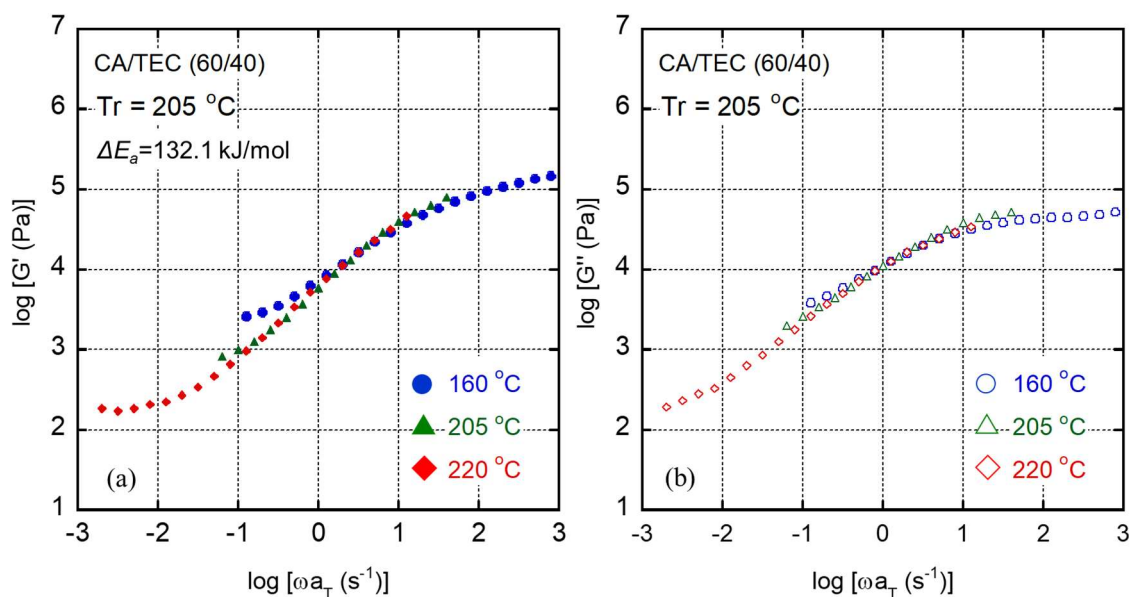 7
6
5
4
3
2
1
log [G' (Pa)]
CA/TEC (60/40)
Tr = 205 °C
ΔEₐ=132.1 kJ/mol
160 °C
205 °C
220 °C
(a)
-3 -2 -1 0 1 2 3
log [ωa_T (s⁻¹)]
7
6
5
4
3
2
1
log [G'' (Pa)]
CA/TEC (60/40)
Tr = 205 °C
160 °C
205 °C
220 °C
(b)
-3 -2 -1 0 1 2 3
log [ωa_T (s⁻¹)]